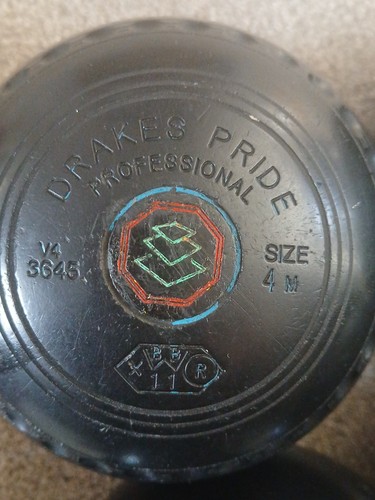 DRAKES PRIDE
PROFESSIONAL
V4
3645
SIZE
4 M
BB
11 R